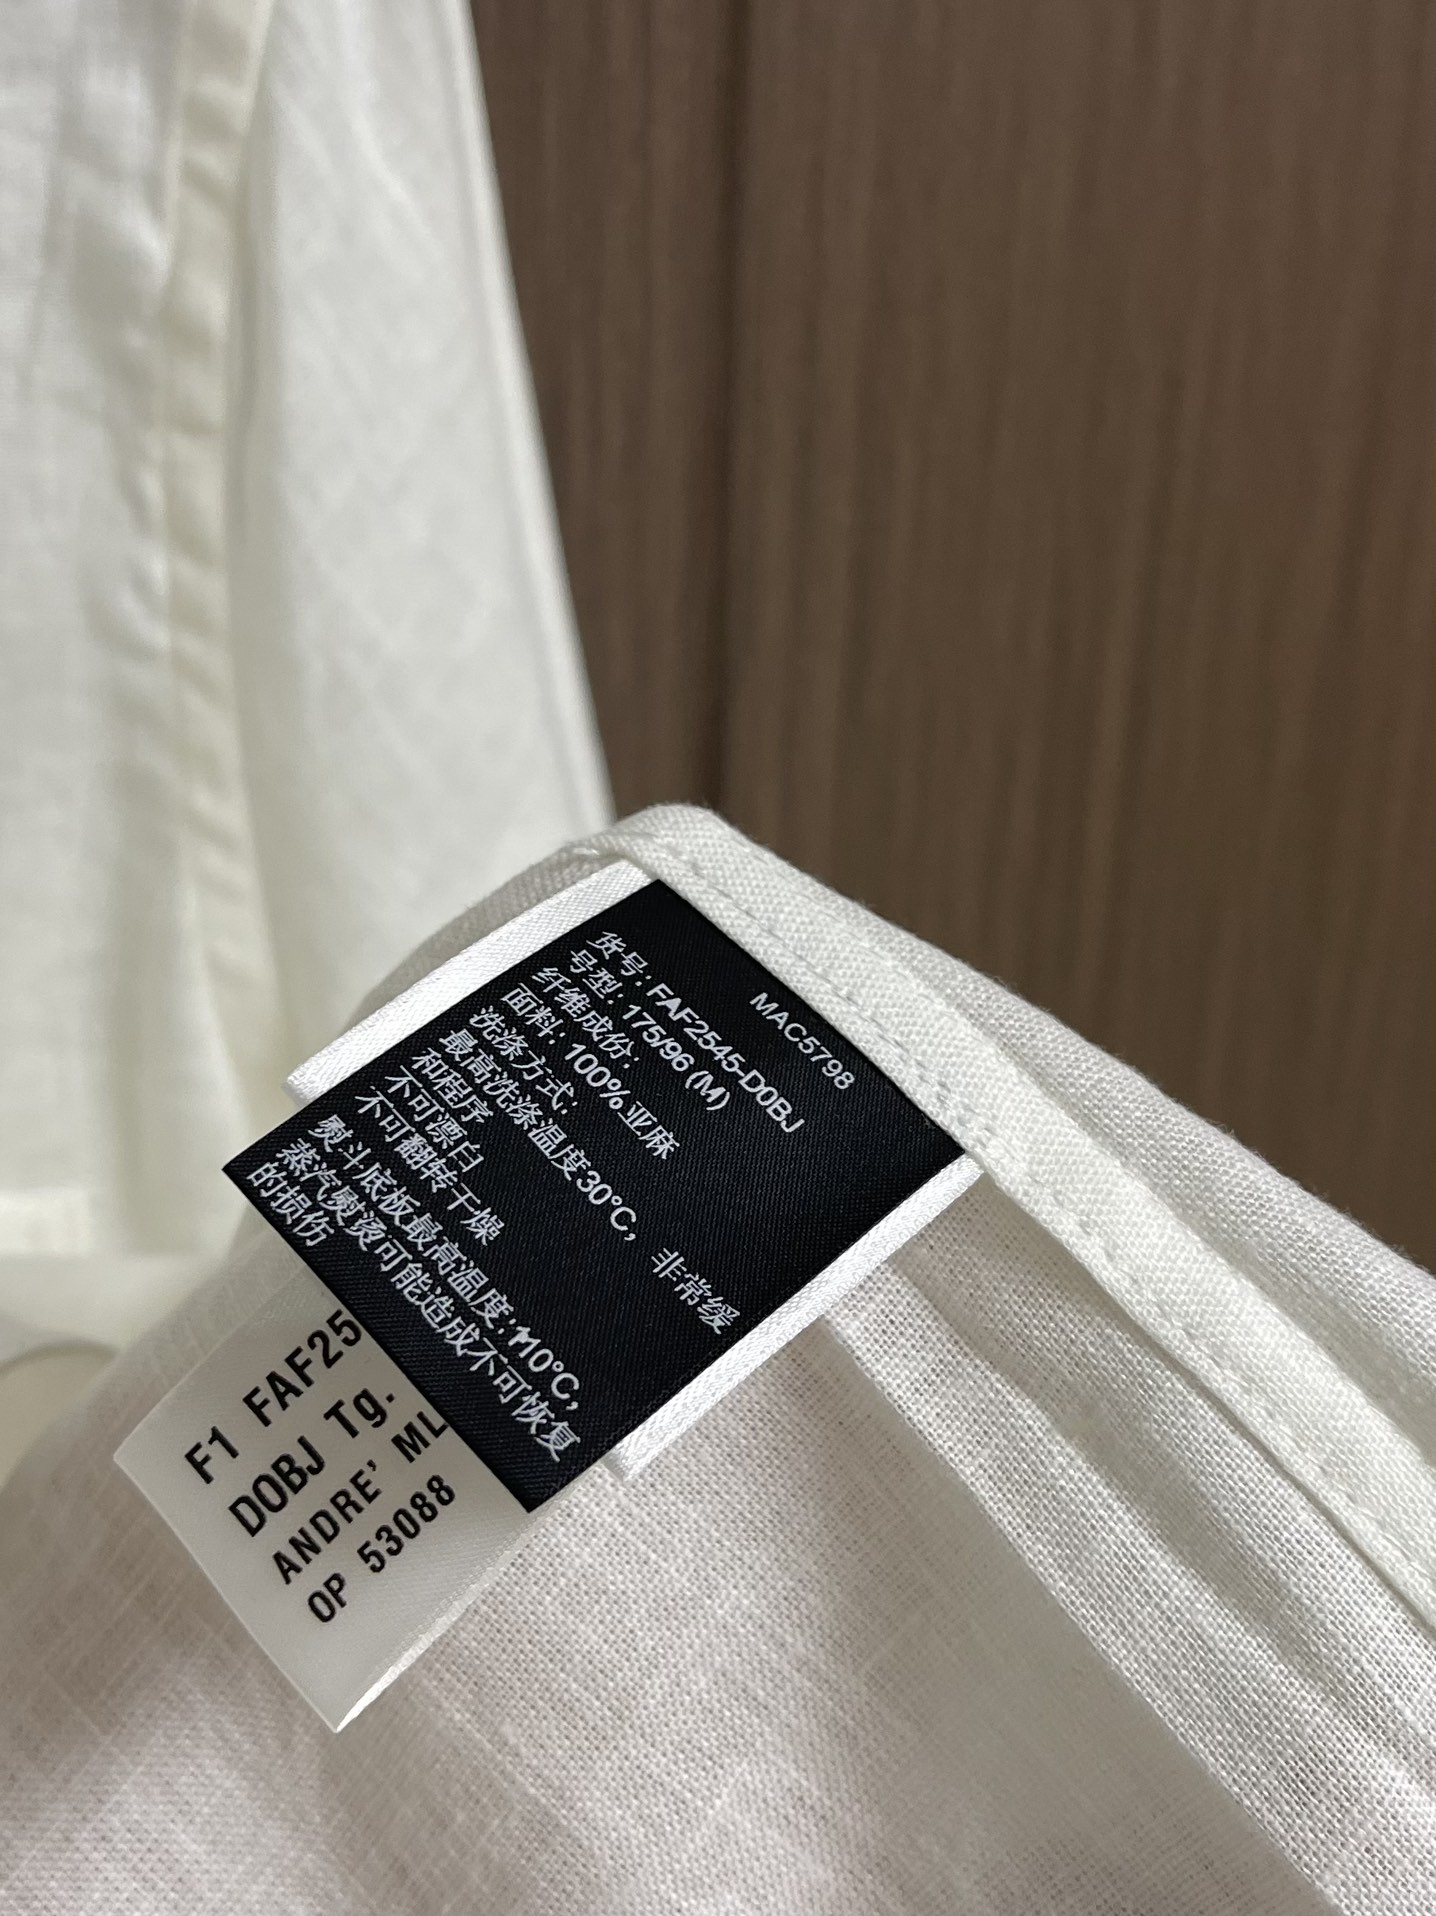 MAC5798
货号: FAF2545-D0BJ
号型: 175/96 (M)
纤维成份:
面料: 100%亚麻
洗涤方式:
最高洗涤温度30°C, 非常缓
和程序
不可漂白
不可翻转干燥
熨斗底板最高温度:110°C,
蒸汽熨烫可能造成不可恢复
的损伤
F1 FAF25
D0BJ Tg.
ANDRE' ML
OP 53088